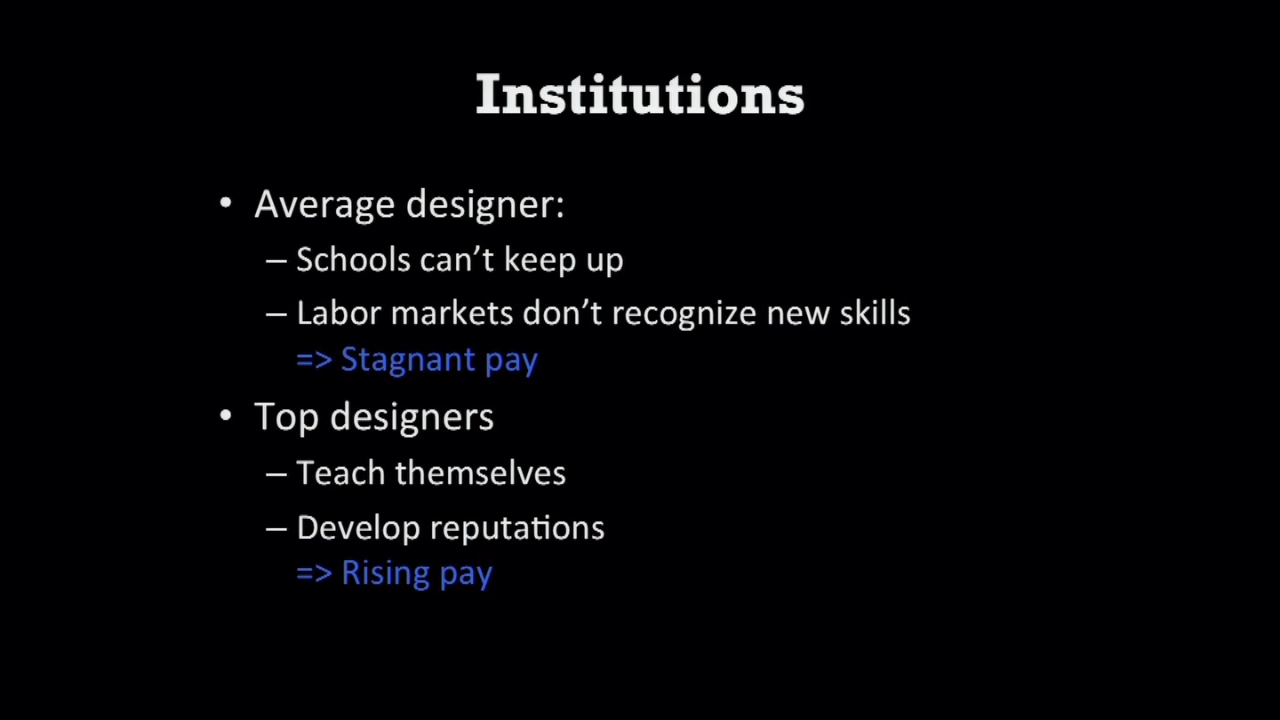 Institutions
• Average designer:
– Schools can’t keep up
– Labor markets don’t recognize new skills
=> Stagnant pay
• Top designers
– Teach themselves
– Develop reputations
=> Rising pay